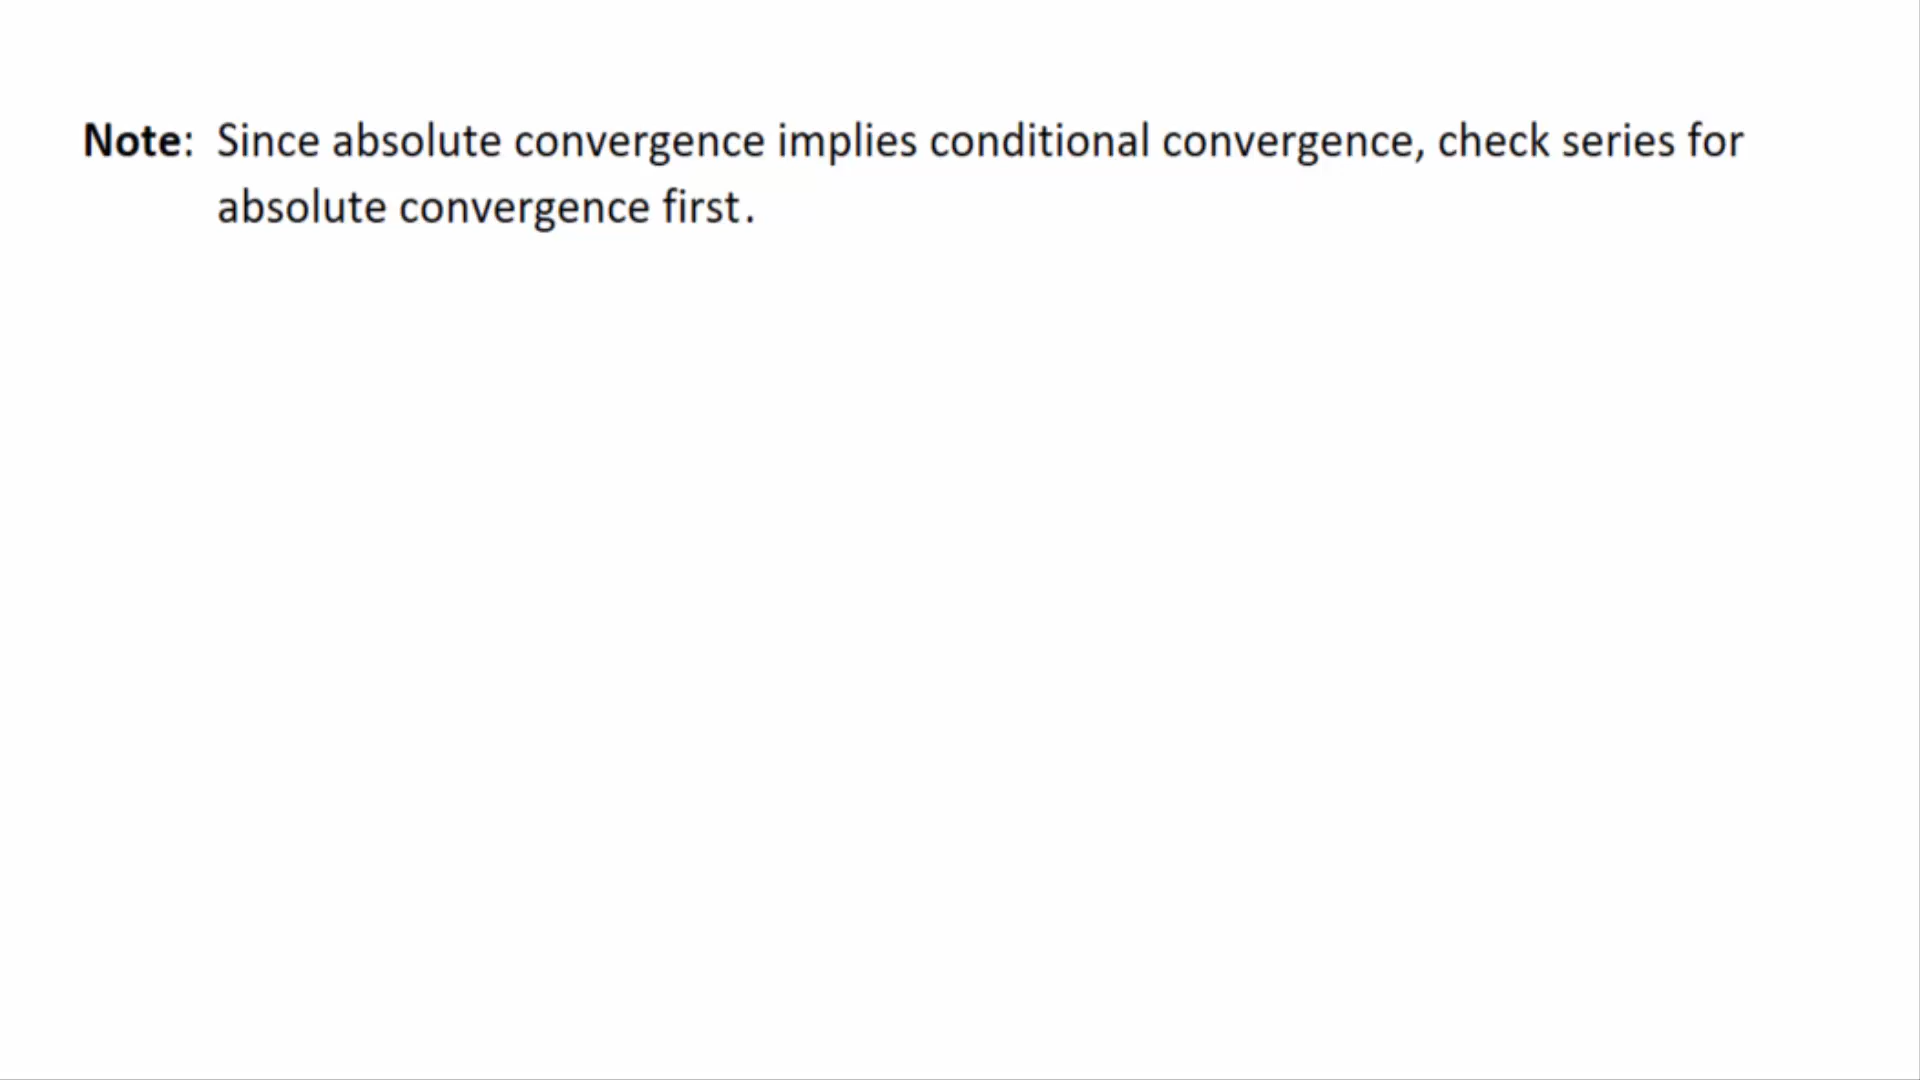 Note: Since absolute convergence implies conditional convergence, check series for
absolute convergence first.